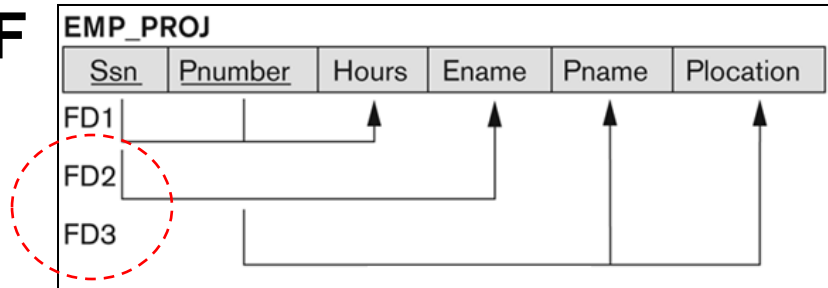 F
EMP_PROJ
Ssn Pnumber Hours Ename Pname Plocation
FD1
FD2
FD3